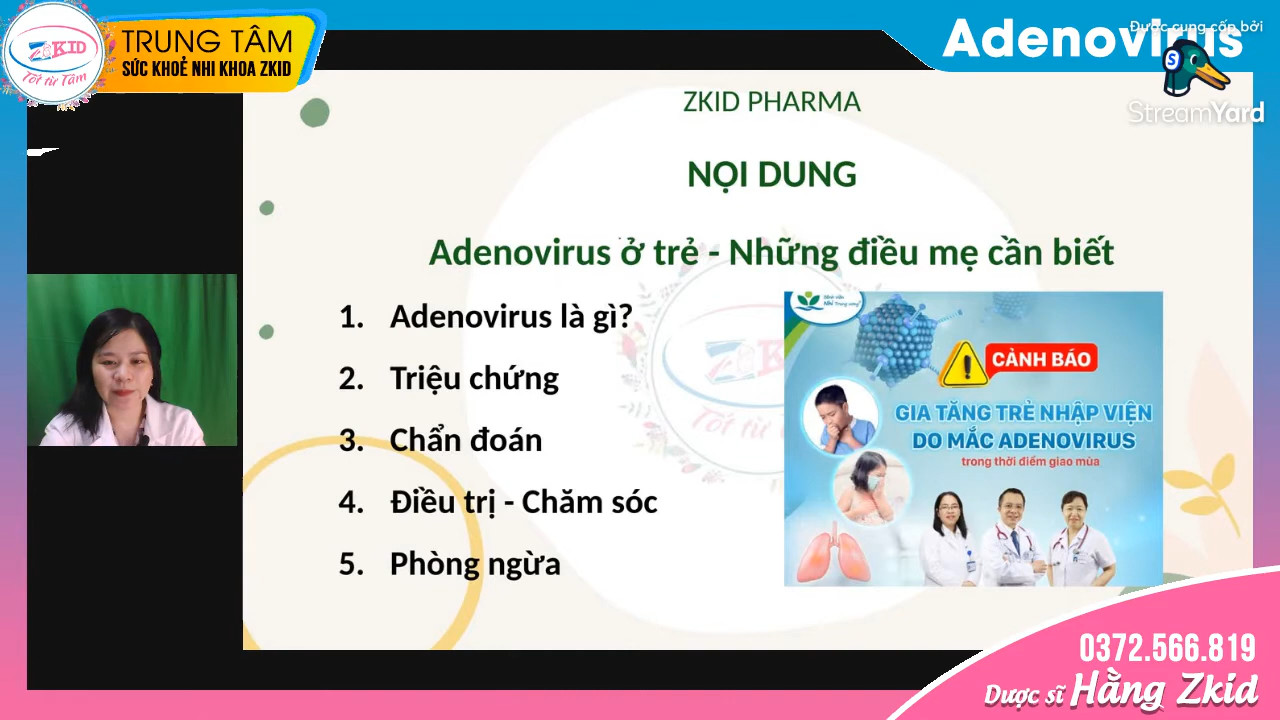 ZKID
Tốt từ Tâm
TRUNG TÂM
SỨC KHOẺ NHI KHOA ZKID
Adenovirus
Được cung cấp bởi
StreamYard
ZKID PHARMA
NỘI DUNG
Adenovirus ở trẻ - Những điều mẹ cần biết
1. Adenovirus là gì?
2. Triệu chứng
3. Chẩn đoán
4. Điều trị - Chăm sóc
5. Phòng ngừa
ZKID
Tốt từ T
CẢNH BÁO
GIA TĂNG TRẺ NHẬP VIỆN
DO MẮC ADENOVIRUS
trong thời điểm giao mùa
0372.566.819
Dược sĩ Hằng Zkid